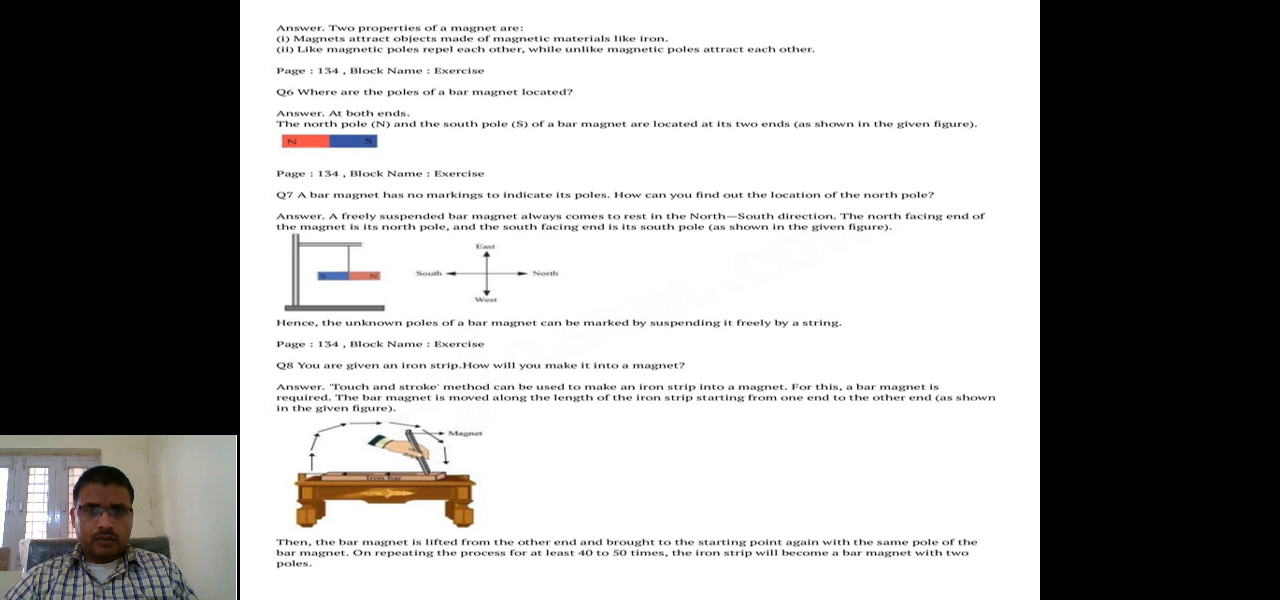 Answer. Two properties of a magnet are:
(i) Magnets attract objects made of magnetic materials like iron.
(ii) Like magnetic poles repel each other, while unlike magnetic poles attract each other.
Page : 134 , Block Name : Exercise
Q6 Where are the poles of a bar magnet located?
Answer. At both ends.
The north pole (N) and the south pole (S) of a bar magnet are located at its two ends (as shown in the given figure).
N S
Page : 134 , Block Name : Exercise
Q7 A bar magnet has no markings to indicate its poles. How can you find out the location of the north pole?
Answer. A freely suspended bar magnet always comes to rest in the North—South direction. The north facing end of
the magnet is its north pole, and the south facing end is its south pole (as shown in the given figure).
East
S N South North
West
Hence, the unknown poles of a bar magnet can be marked by suspending it freely by a string.
Page : 134 , Block Name : Exercise
Q8 You are given an iron strip.How will you make it into a magnet?
Answer. 'Touch and stroke' method can be used to make an iron strip into a magnet. For this, a bar magnet is
required. The bar magnet is moved along the length of the iron strip starting from one end to the other end (as shown
in the given figure).
Magnet
Iron bar
Then, the bar magnet is lifted from the other end and brought to the starting point again with the same pole of the
bar magnet. On repeating the process for at least 40 to 50 times, the iron strip will become a bar magnet with two
poles.